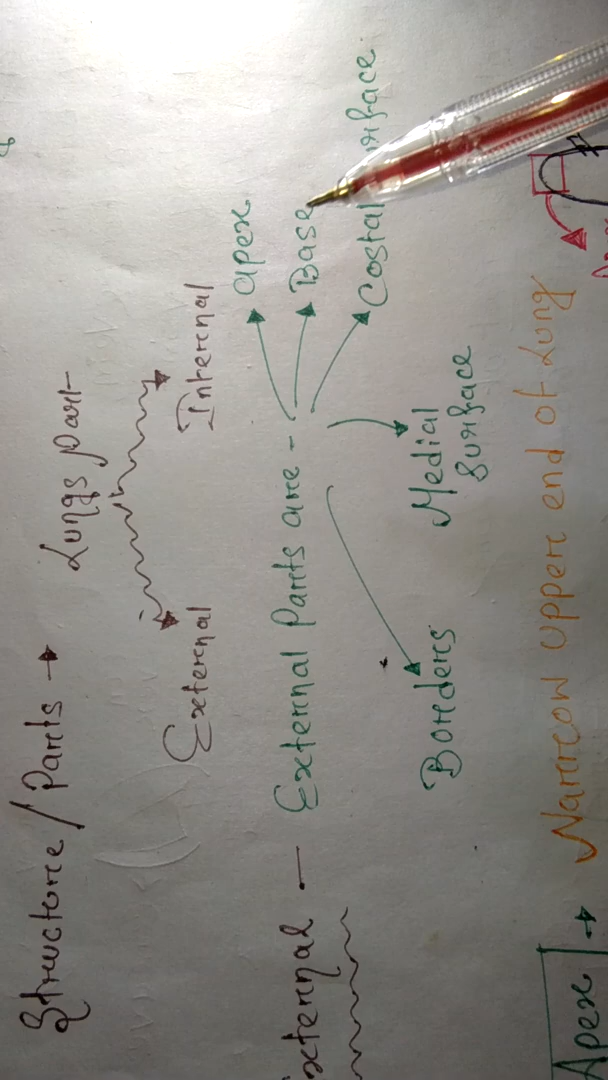 Structure / Parts → Lungs part
External Internal
External — External Parts are - apex
Base
Costal
Medial
surface
Borders
Apex → Narrow upper end of Lung